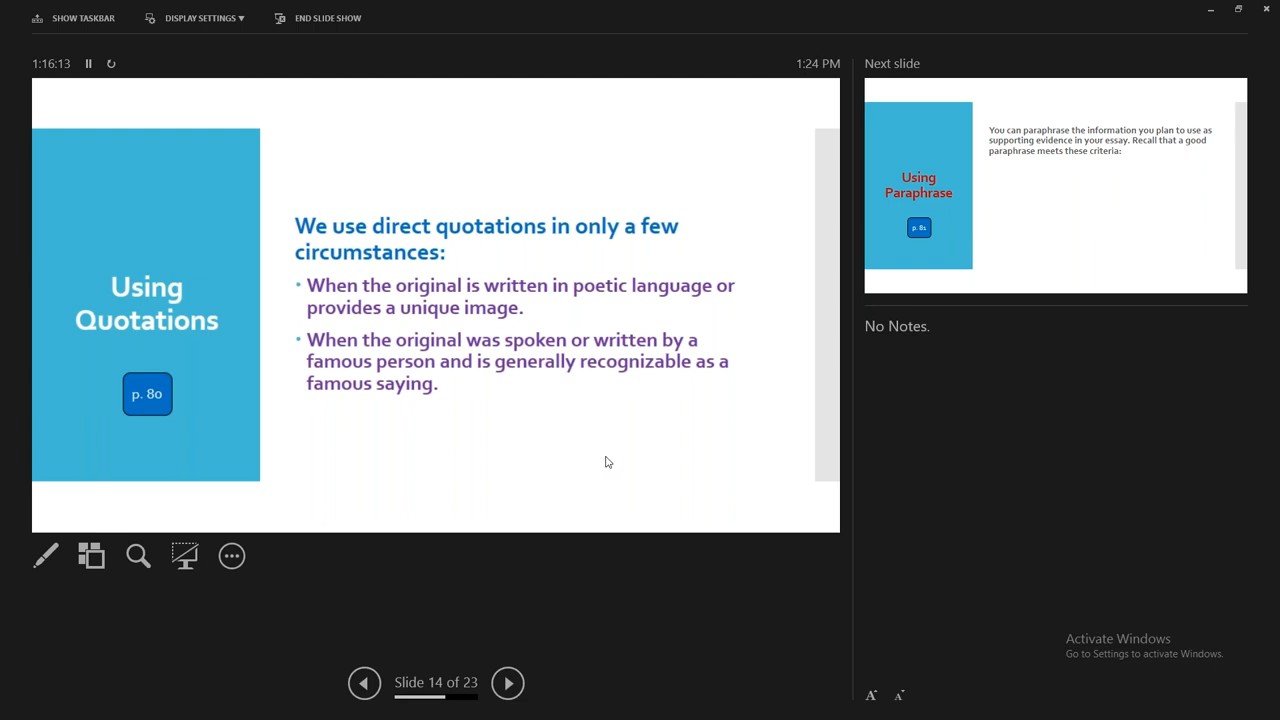 SHOW TASKBAR
DISPLAY SETTINGS ▼
END SLIDE SHOW
1:16:13
1:24 PM
Using
Quotations
p. 80
We use direct quotations in only a few
circumstances:
• When the original is written in poetic language or
provides a unique image.
• When the original was spoken or written by a
famous person and is generally recognizable as a
famous saying.
Slide 14 of 23
Next slide
Using
Paraphrase
p. 81
You can paraphrase the information you plan to use as
supporting evidence in your essay. Recall that a good
paraphrase meets these criteria:
No Notes.
Activate Windows
Go to Settings to activate Windows.
A A